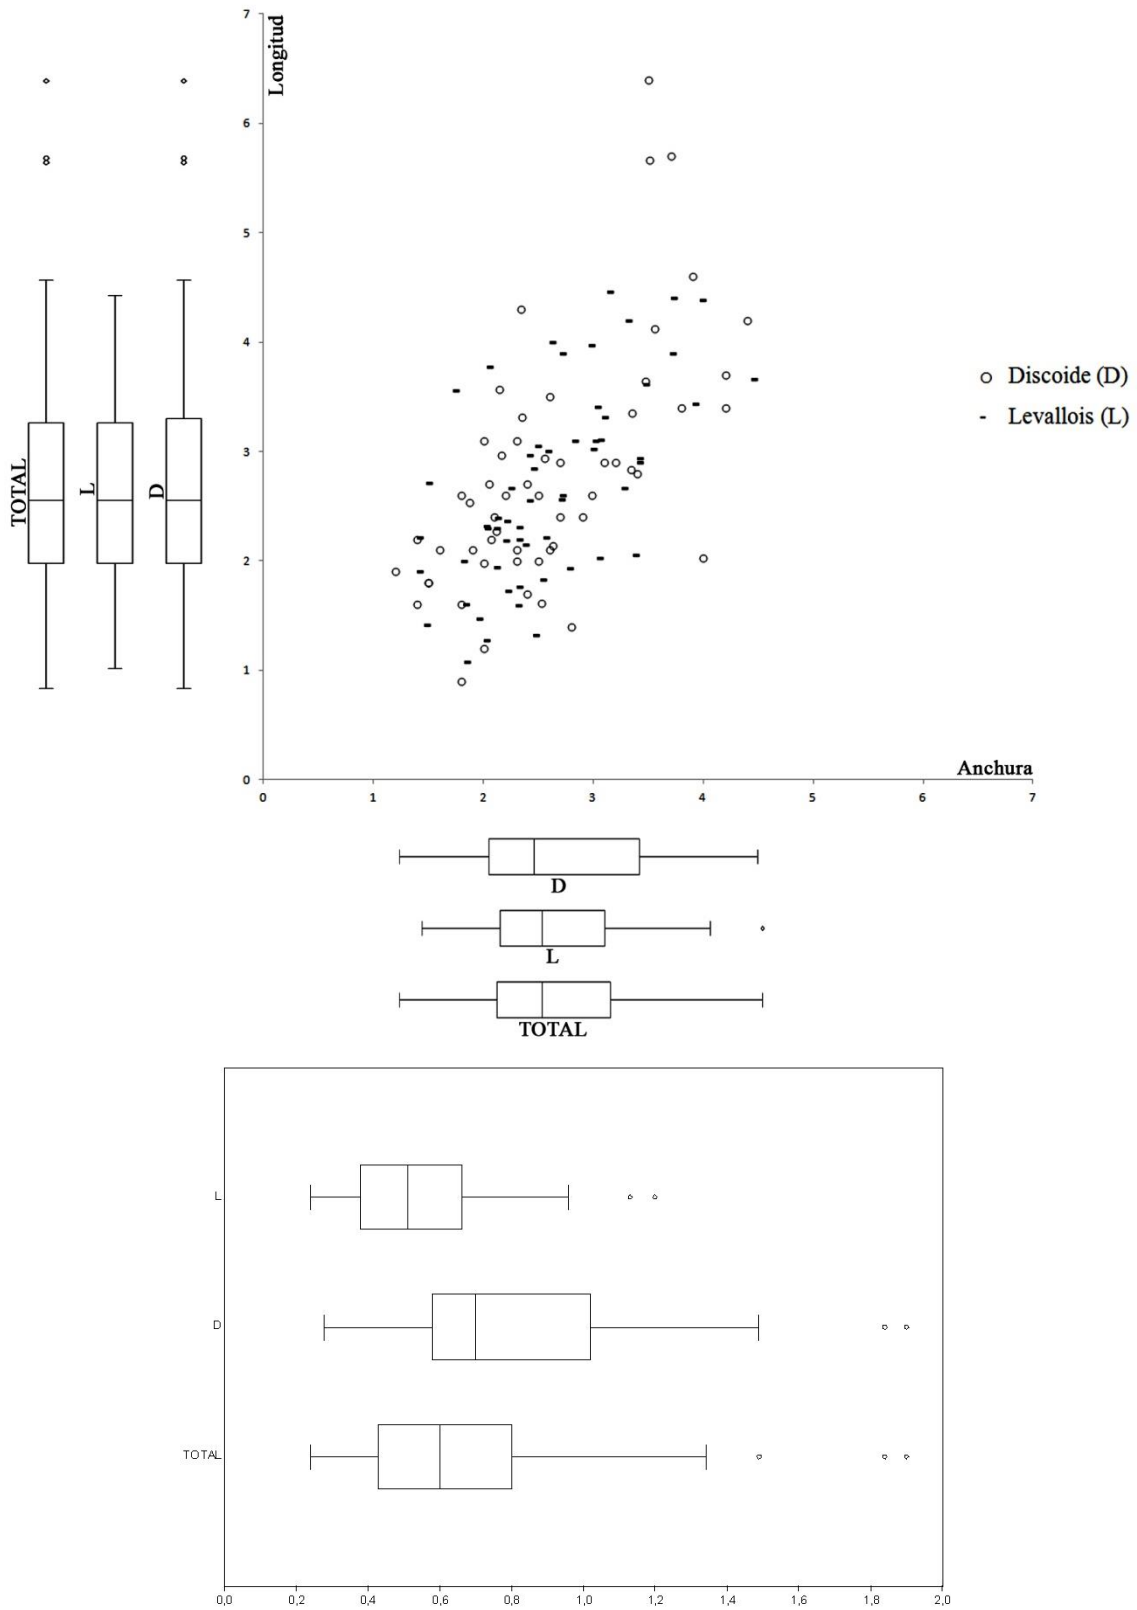 7
Longitud
6
5
4
3
2
1
0
0 1 2 3 4 5 6 7
Anchura
TOTAL
L
D
Discoide (D)
Levallois (L)
D
L
TOTAL
L
D
TOTAL
0,0 0,2 0,4 0,6 0,8 1,0 1,2 1,4 1,6 1,8 2,0